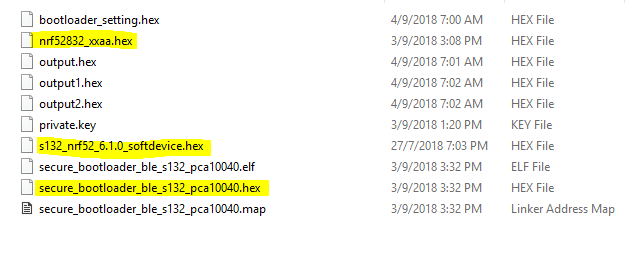 bootloader_setting.hex 4/9/2018 7:00 AM HEX File
nrf52832_xxaa.hex 3/9/2018 3:08 PM HEX File
output.hex 4/9/2018 7:01 AM HEX File
output1.hex 4/9/2018 7:02 AM HEX File
output2.hex 4/9/2018 7:02 AM HEX File
private.key 3/9/2018 1:20 PM KEY File
s132_nrf52_6.1.0_softdevice.hex 27/7/2018 7:03 PM HEX File
secure_bootloader_ble_s132_pca10040.elf 3/9/2018 3:32 PM ELF File
secure_bootloader_ble_s132_pca10040.hex 3/9/2018 3:32 PM HEX File
secure_bootloader_ble_s132_pca10040.map 3/9/2018 3:32 PM Linker Address Map